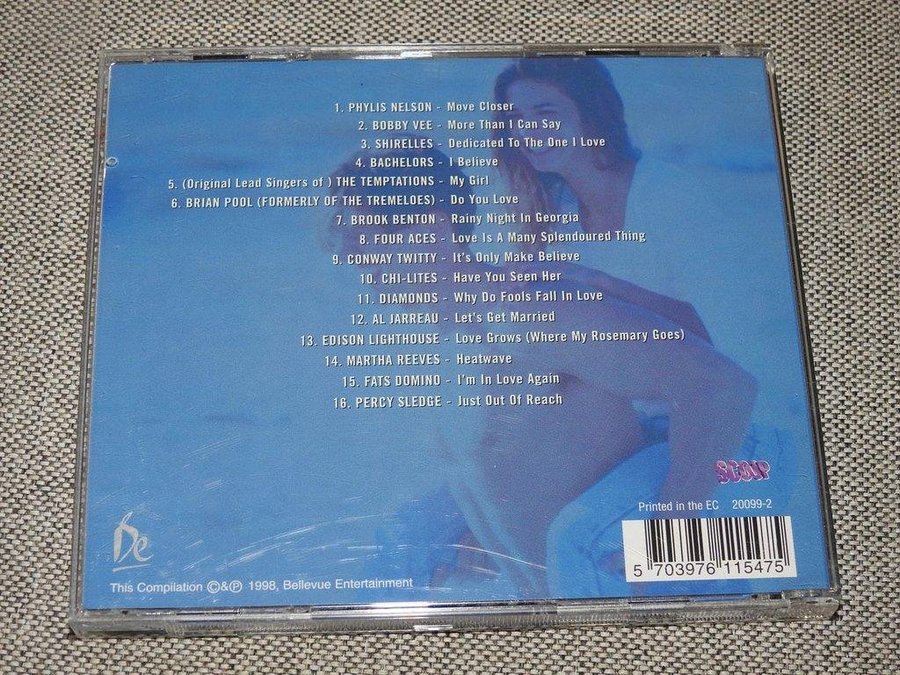 1. PHYLIS NELSON - Move Closer
2. BOBBY VEE - More Than I Can Say
3. SHIRELLES - Dedicated To The One I Love
4. BACHELORS - I Believe
5. (Original Lead Singers of ) THE TEMPTATIONS - My Girl
6. BRIAN POOL (FORMERLY OF THE TREMELOES) - Do You Love
7. BROOK BENTON - Rainy Night In Georgia
8. FOUR ACES - Love Is A Many Splendoured Thing
9. CONWAY TWITTY - It's Only Make Believe
10. CHI-LITES - Have You Seen Her
11. DIAMONDS - Why Do Fools Fall In Love
12. AL JARREAU - Let's Get Married
13. EDISON LIGHTHOUSE - Love Grows (Where My Rosemary Goes)
14. MARTHA REEVES - Heatwave
15. FATS DOMINO - I'm In Love Again
16. PERCY SLEDGE - Just Out Of Reach
SCOOP
Printed in the EC 20099-2
5 703976 115475
Be
This Compilation ©&℗ 1998, Bellevue Entertainment